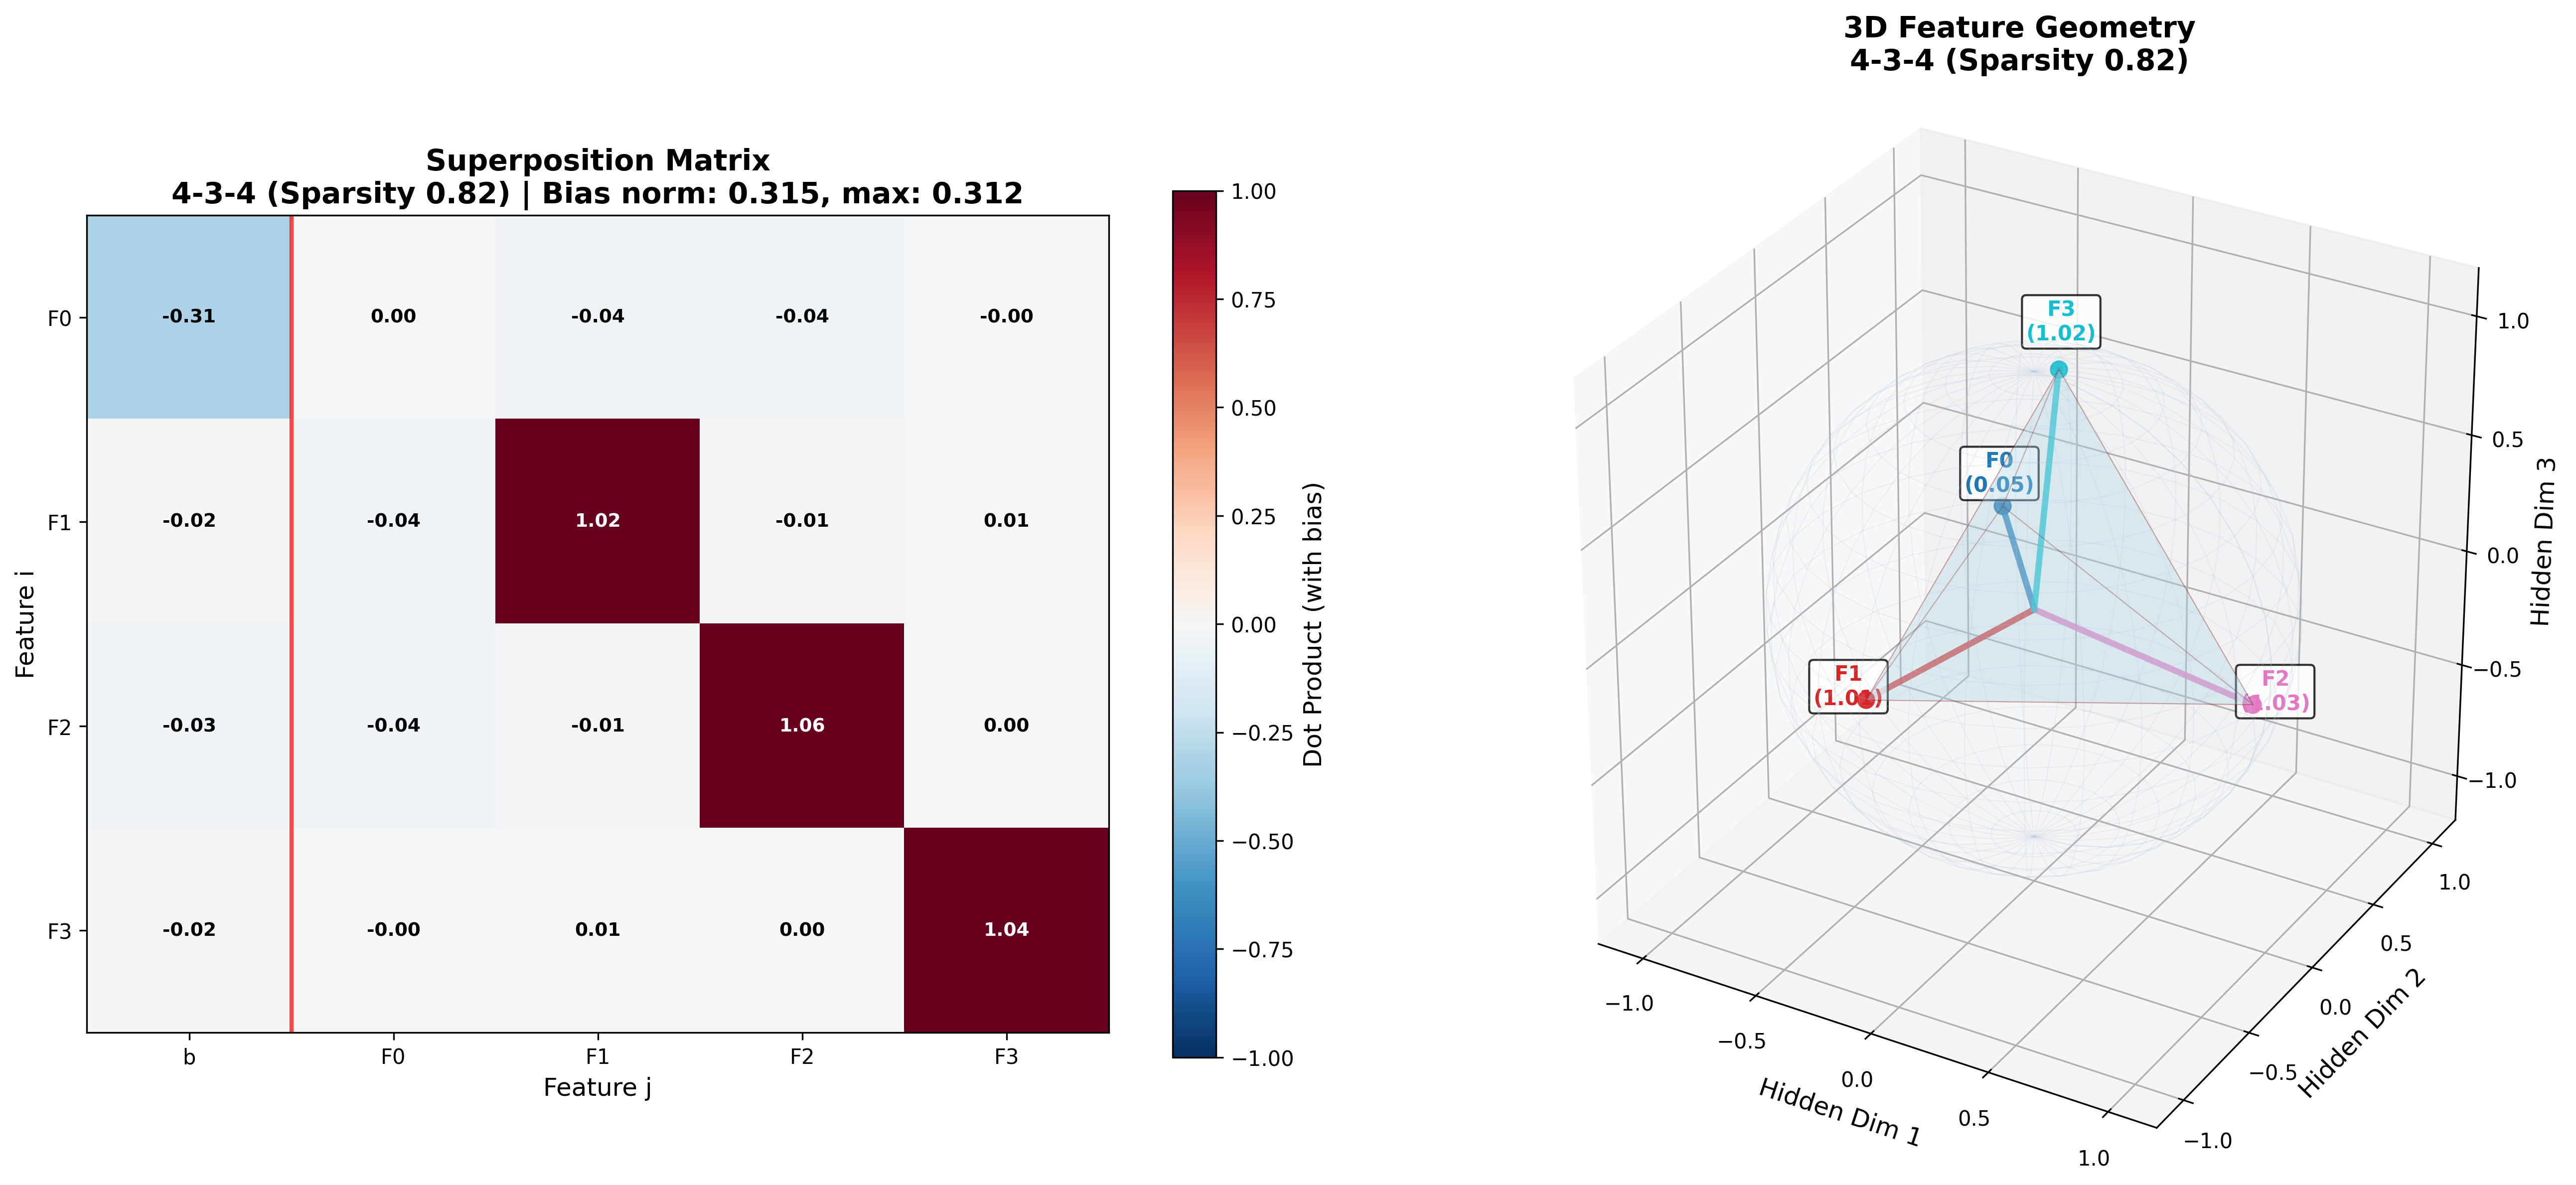 Superposition Matrix
4-3-4 (Sparsity 0.82) | Bias norm: 0.315, max: 0.312
Feature i
F0
-0.31
0.00
-0.04
-0.04
-0.00
F1
-0.02
-0.04
1.02
-0.01
0.01
F2
-0.03
-0.04
-0.01
1.06
0.00
F3
-0.02
-0.00
0.01
0.00
1.04
b
F0
F1
F2
F3
Feature j
1.00
0.75
0.50
0.25
0.00
−0.25
−0.50
−0.75
−1.00
Dot Product (with bias)
3D Feature Geometry
4-3-4 (Sparsity 0.82)
F3
(1.02)
F0
(0.05)
F1
(1.01)
F2
.03)
1.0
0.5
0.0
−0.5
−1.0
Hidden Dim 3
−1.0
−0.5
0.0
0.5
1.0
Hidden Dim 1
1.0
0.5
0.0
−0.5
−1.0
Hidden Dim 2